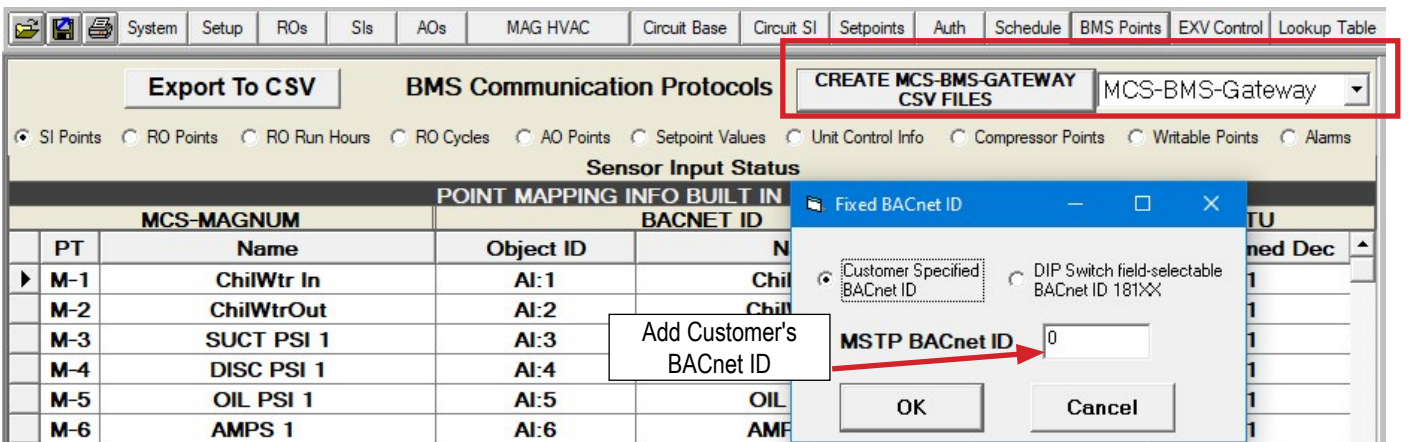 System Setup ROs SIs AOs MAG HVAC Circuit Base Circuit SI Setpoints Auth Schedule BMS Points EXV Control Lookup Table
Export To CSV BMS Communication Protocols CREATE MCS-BMS-GATEWAY CSV FILES MCS-BMS-Gateway
SI Points RO Points RO Run Hours RO Cycles AO Points Setpoint Values Unit Control Info Compressor Points Writable Points Alarms
Sensor Input Status
POINT MAPPING INFO BUILT IN
MCS-MAGNUM BACNET ID TU
PT Name Object ID N ned Dec
M-1 ChilWtr In AI:1 Chil 1
M-2 ChilWtrOut AI:2 Chil 1
M-3 SUCT PSI 1 AI:3 1
M-4 DISC PSI 1 AI:4 1
M-5 OIL PSI 1 AI:5 OIL 1
M-6 AMPS 1 AI:6 AMP 1
Fixed BACnet ID
Customer Specified BACnet ID
DIP Switch field-selectable BACnet ID 181XX
MSTP BACnet ID 0
OK Cancel
Add Customer's
BACnet ID